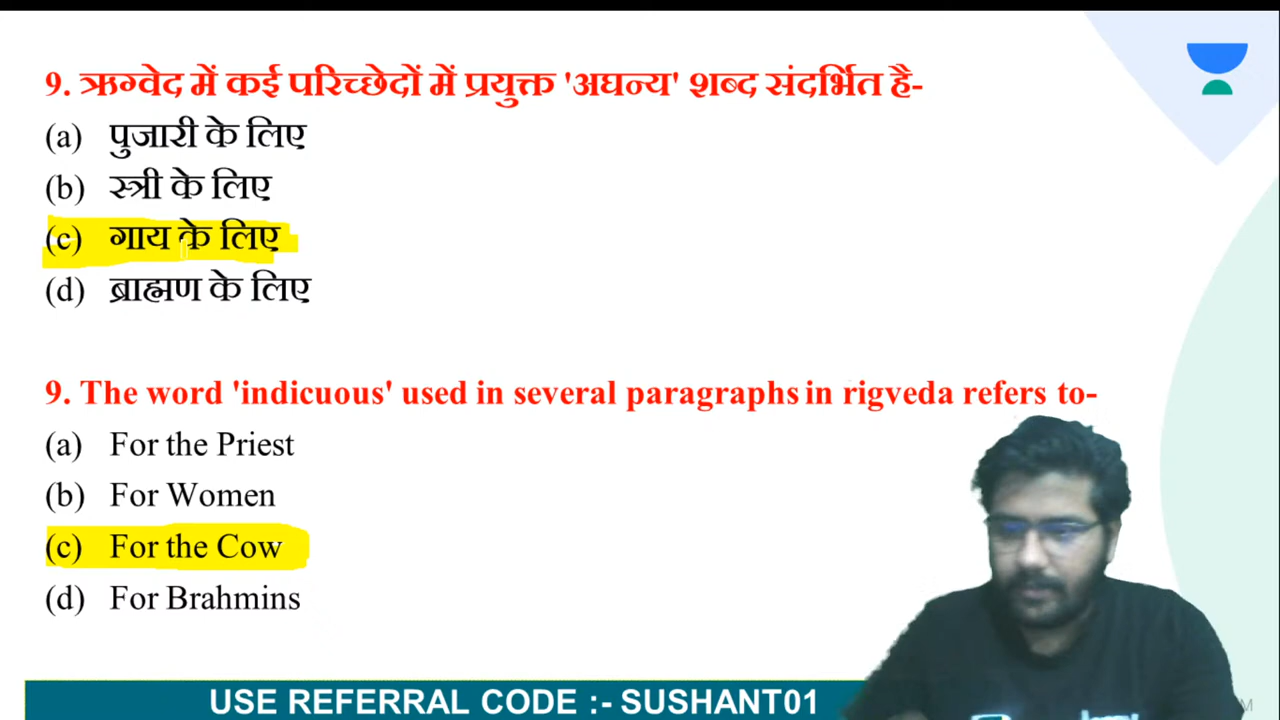 9. ऋग्वेद में कई परिच्छेदों में प्रयुक्त 'अघन्य' शब्द संदर्भित है-
(a) पुजारी के लिए
(b) स्त्री के लिए
(c) गाय के लिए
(d) ब्राह्मण के लिए
9. The word 'indicuous' used in several paragraphs in rigveda refers to-
(a) For the Priest
(b) For Women
(c) For the Cow
(d) For Brahmins
USE REFERRAL CODE :- SUSHANT01